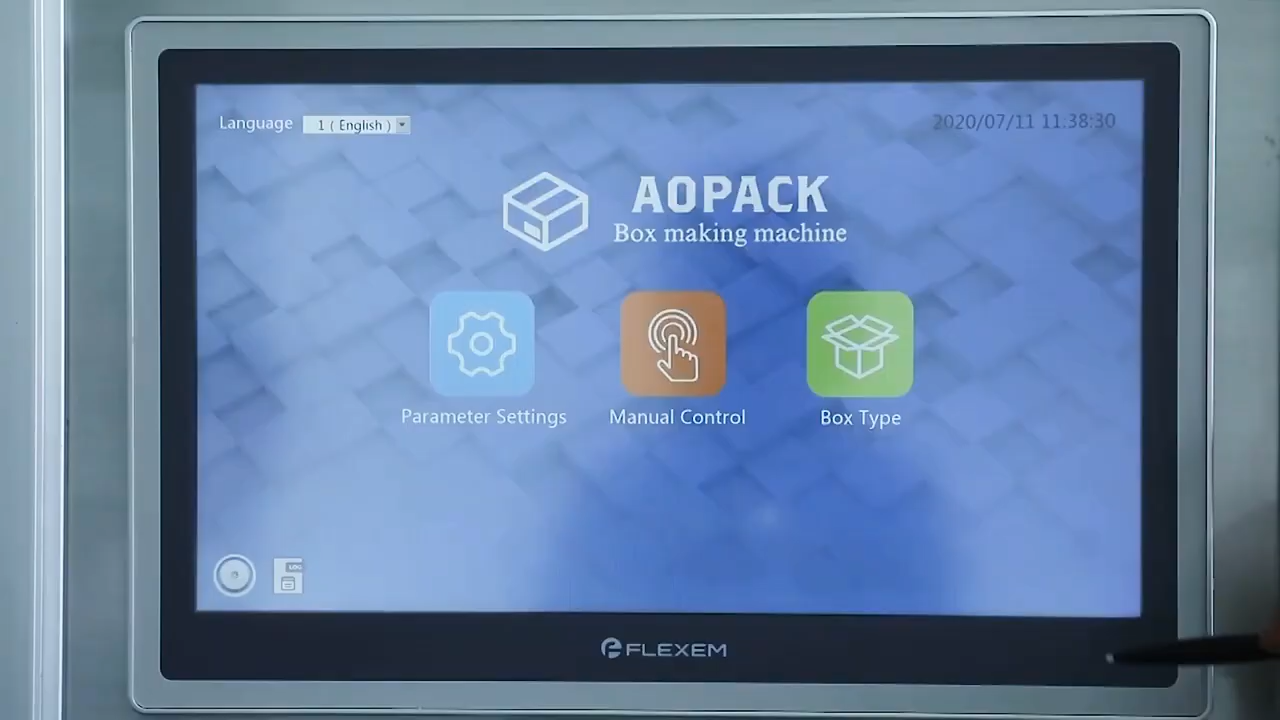 Language 1 ( English ) 2020/07/11 11:38:30
AOPACK
Box making machine
Parameter Settings Manual Control Box Type
LOG
FLEXEM